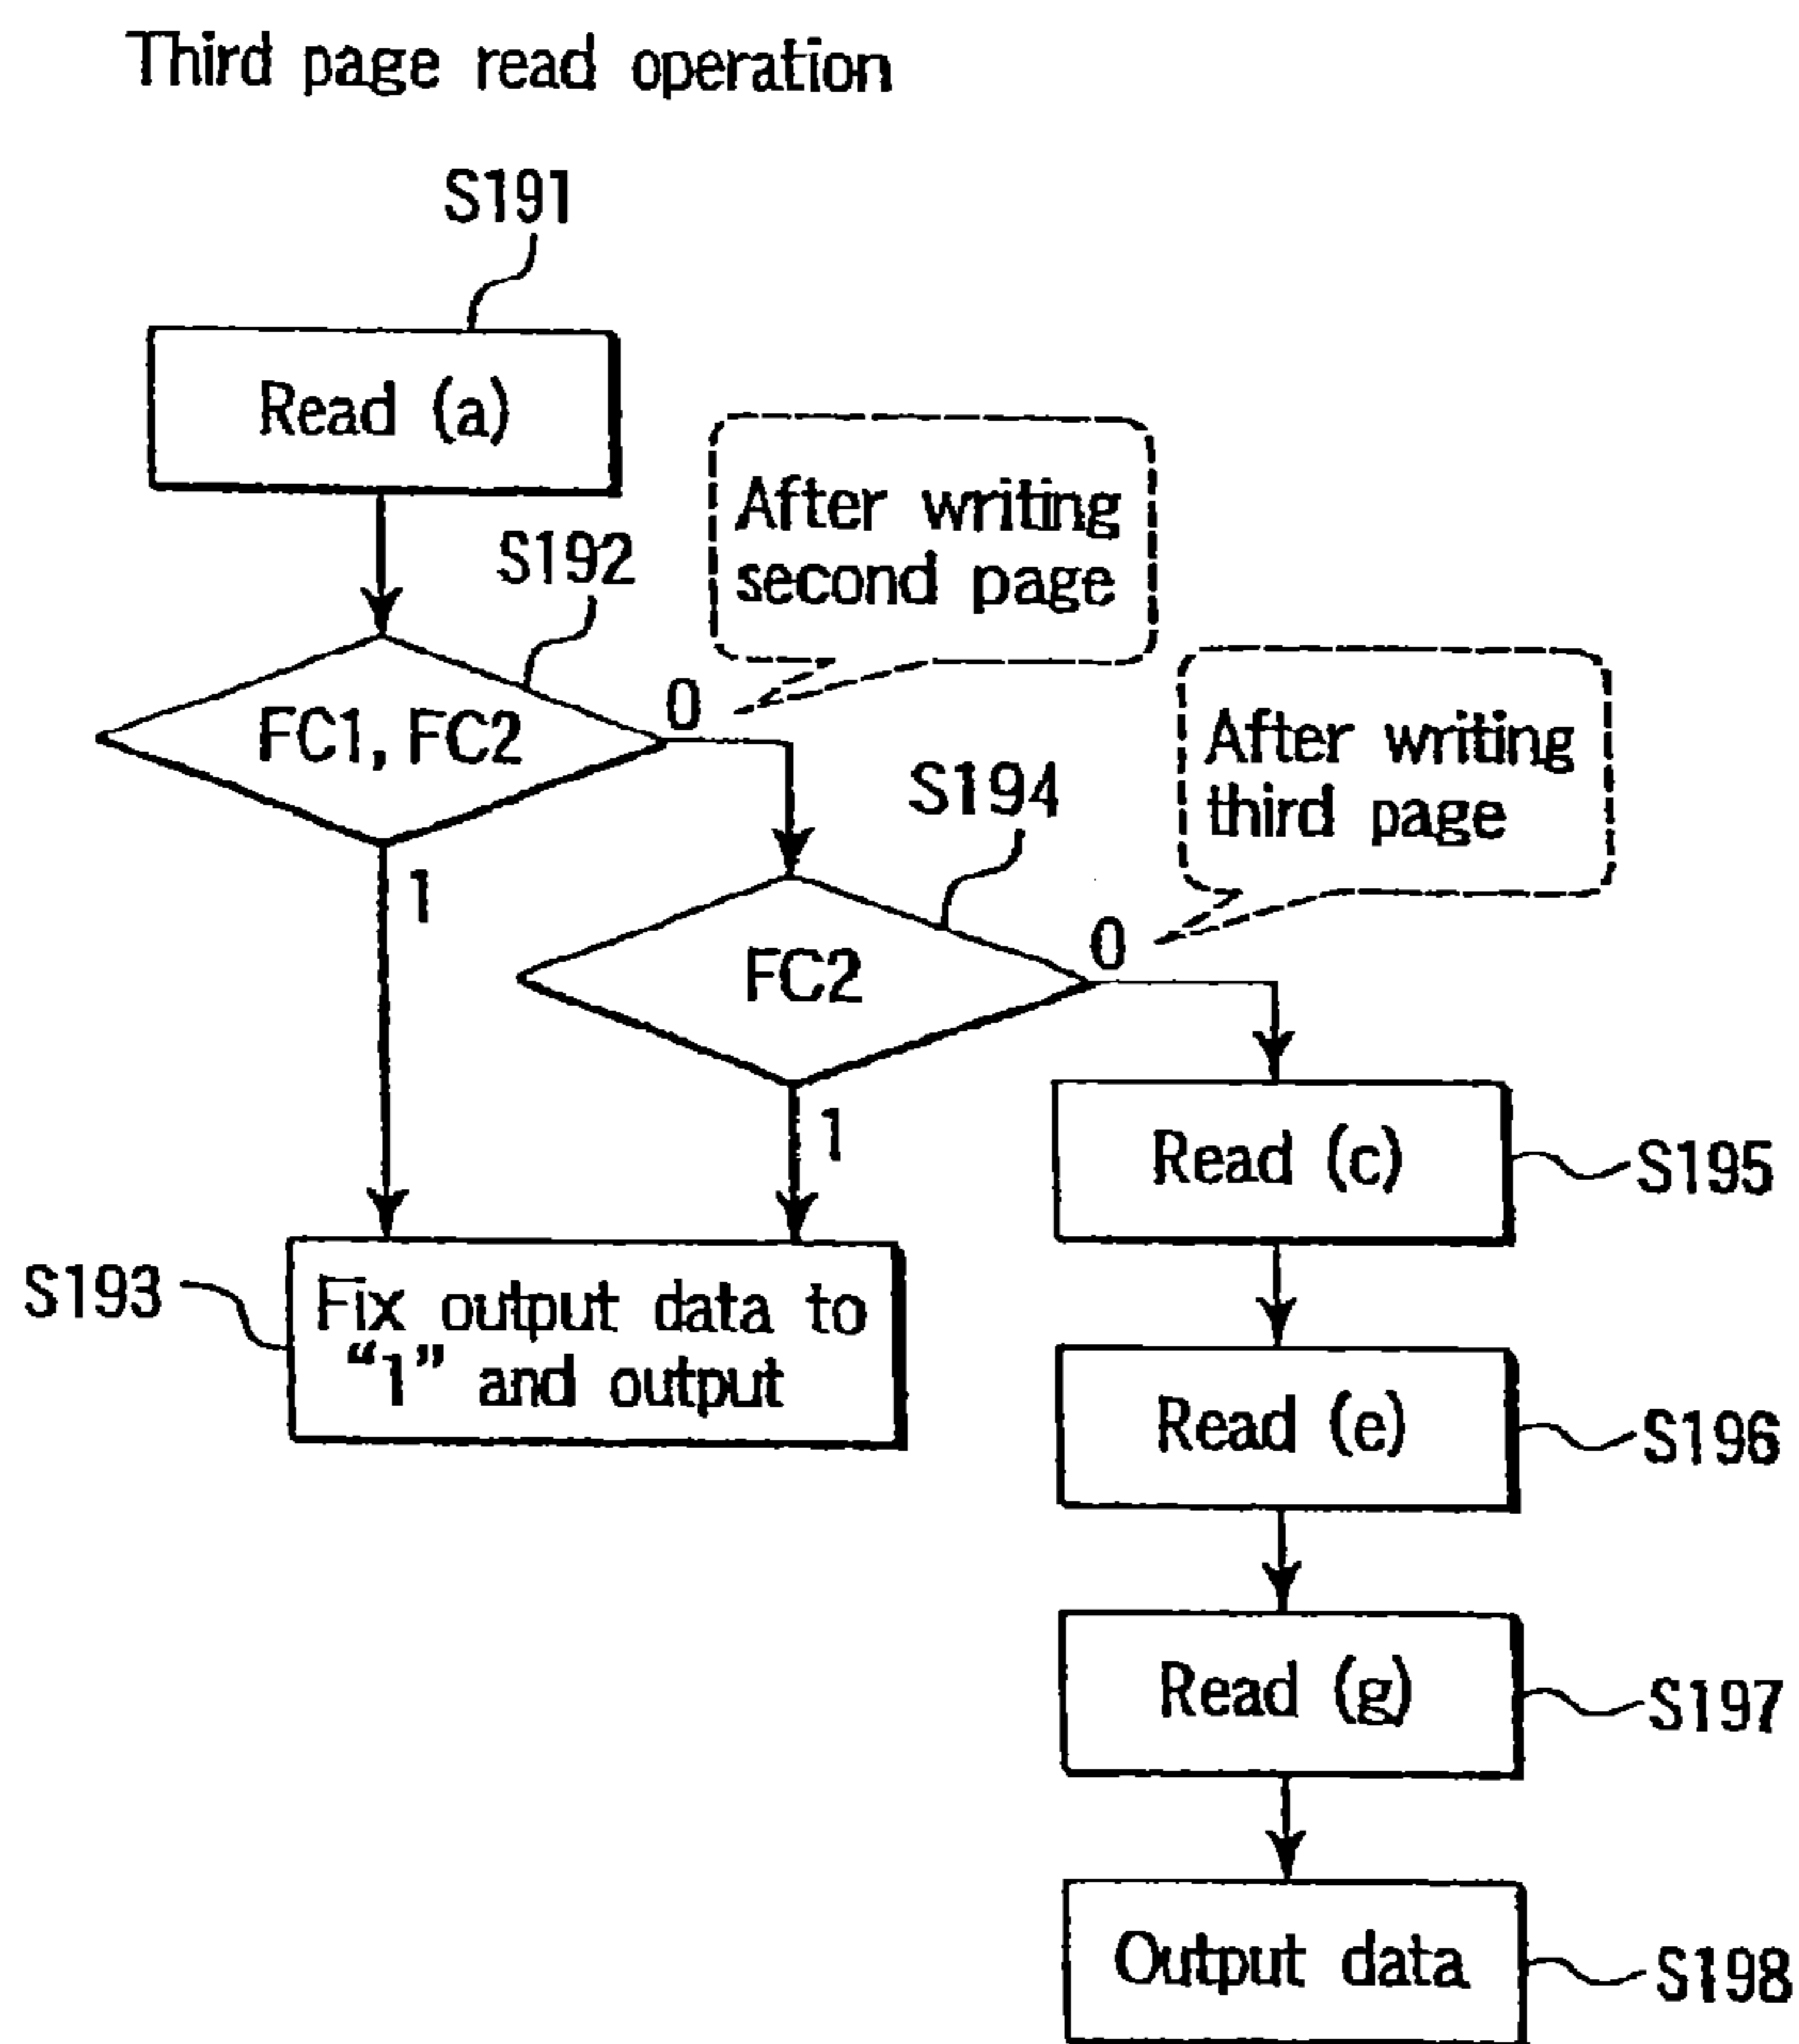 Third page read operation
S191
Read (a)
S192
After writing
second page
FC1, FC2
0
1
After writing
third page
S194
FC2
0
1
Read (c)
S195
S193
Fix output data to
“1” and output
Read (e)
S196
Read (g)
S197
Output data
S198